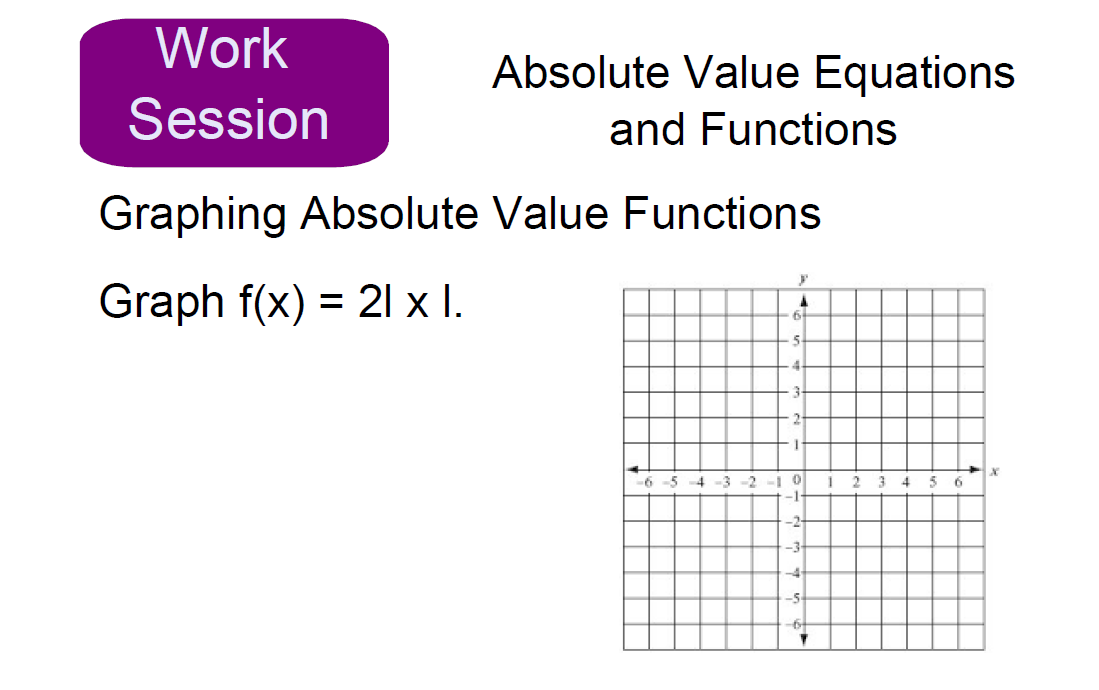 Work
Session
Absolute Value Equations
and Functions
Graphing Absolute Value Functions
Graph f(x) = 2l x l.
y
6
5
4
3
2
1
-6 -5 -4 -3 -2 -1 0 1 2 3 4 5 6 x
-1
-2
-3
-4
-5
-6